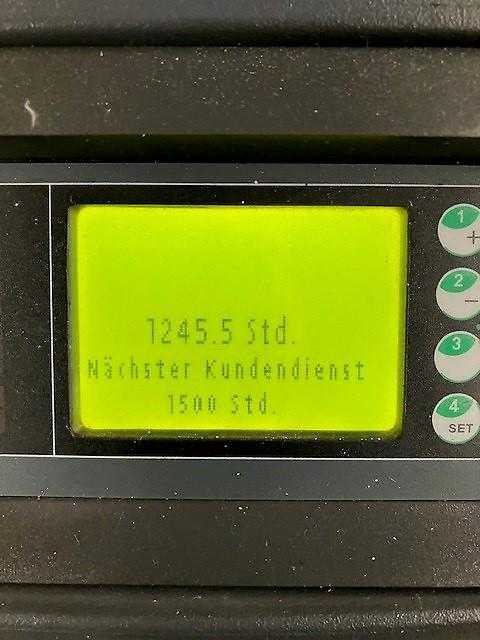 1245.5 Std.
Nächster Kundendienst
1500 Std.
1
+
2
−
3
4
SET